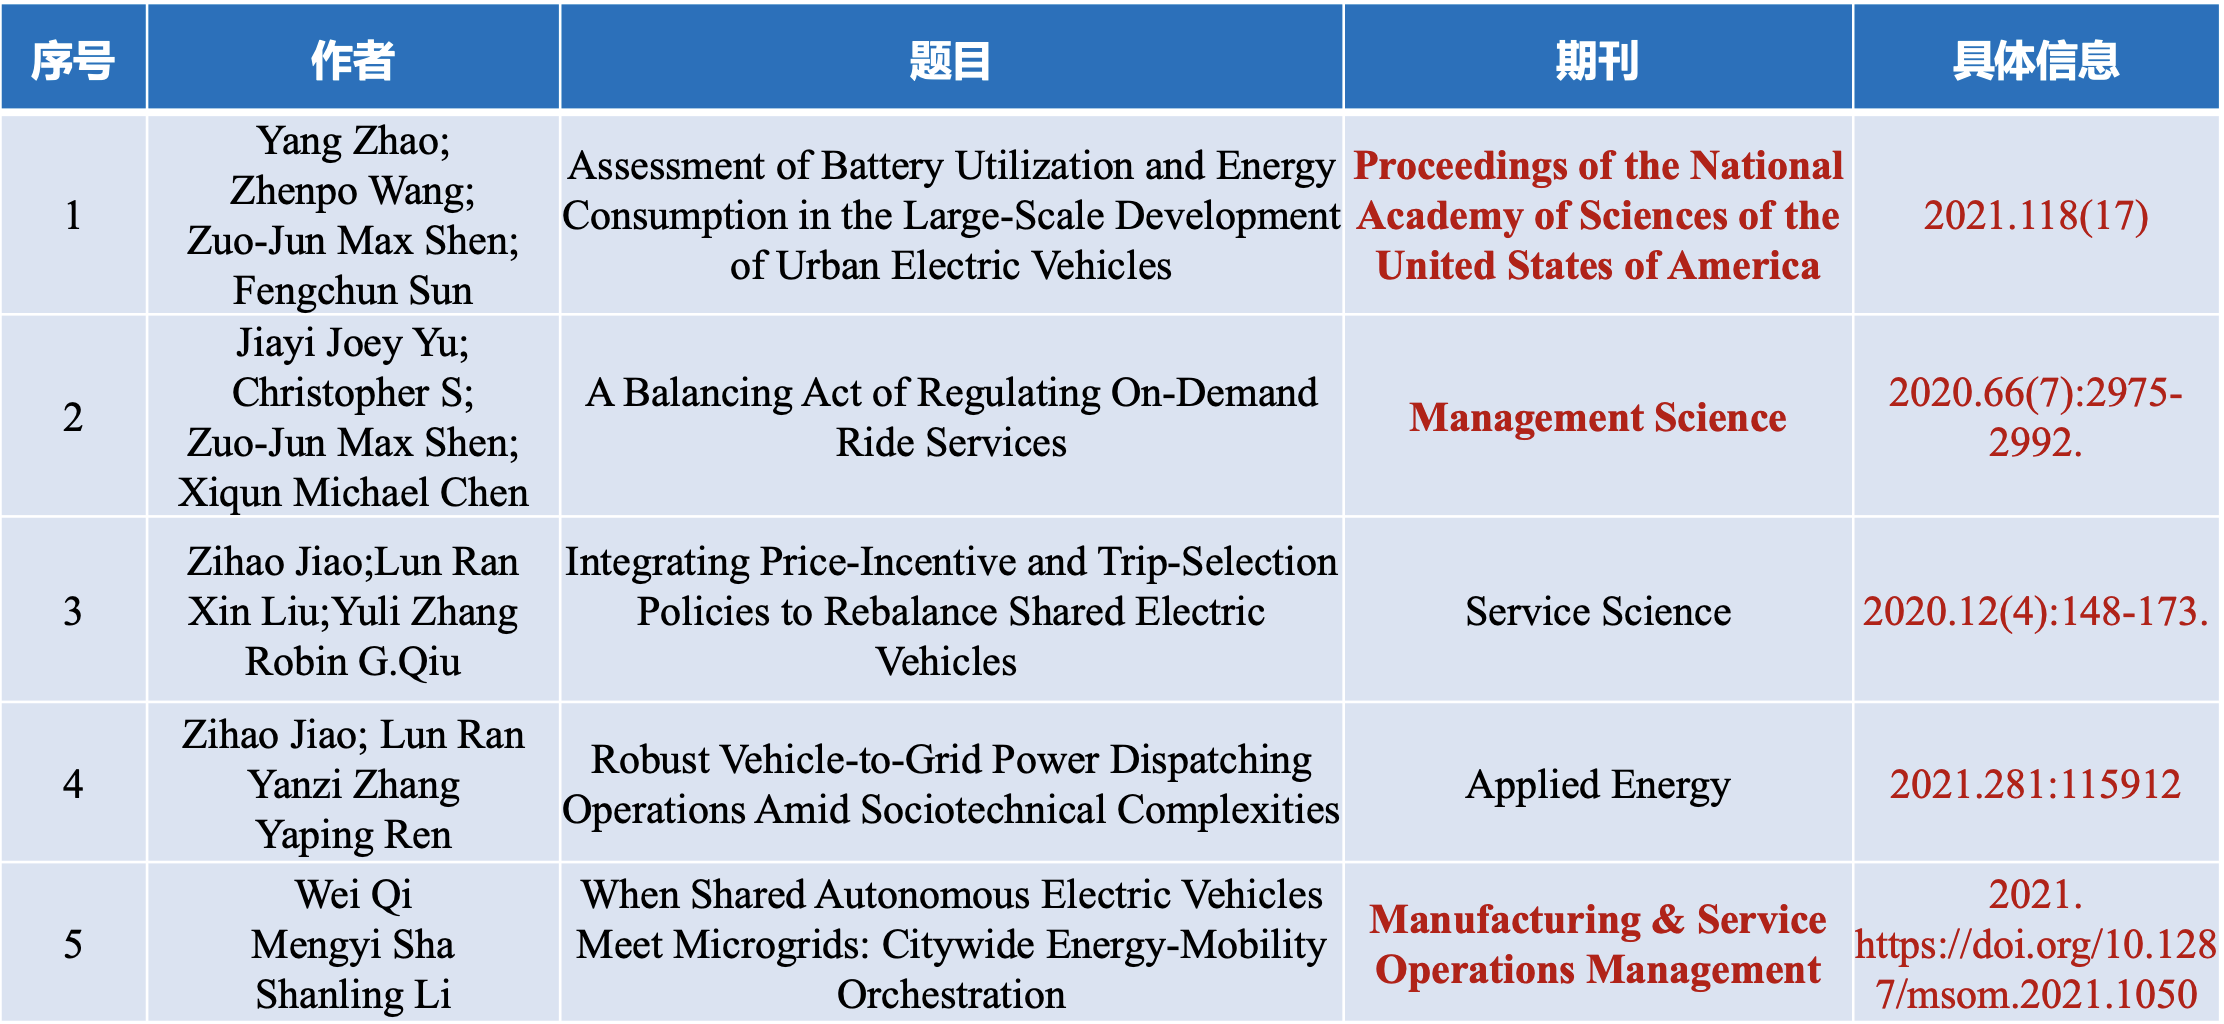 序号 作者 题目 期刊 具体信息
1
Yang Zhao;
Zhenpo Wang;
Zuo-Jun Max Shen;
Fengchun Sun
Assessment of Battery Utilization and Energy
Consumption in the Large-Scale Development
of Urban Electric Vehicles
Proceedings of the National
Academy of Sciences of the
United States of America
2021.118(17)
2
Jiayi Joey Yu;
Christopher S;
Zuo-Jun Max Shen;
Xiqun Michael Chen
A Balancing Act of Regulating On-Demand
Ride Services
Management Science
2020.66(7):2975-
2992.
3
Zihao Jiao;Lun Ran
Xin Liu;Yuli Zhang
Robin G.Qiu
Integrating Price-Incentive and Trip-Selection
Policies to Rebalance Shared Electric
Vehicles
Service Science
2020.12(4):148-173.
4
Zihao Jiao; Lun Ran
Yanzi Zhang
Yaping Ren
Robust Vehicle-to-Grid Power Dispatching
Operations Amid Sociotechnical Complexities
Applied Energy
2021.281:115912
5
Wei Qi
Mengyi Sha
Shanling Li
When Shared Autonomous Electric Vehicles
Meet Microgrids: Citywide Energy-Mobility
Orchestration
Manufacturing & Service
Operations Management
2021.
https://doi.org/10.128
7/msom.2021.1050